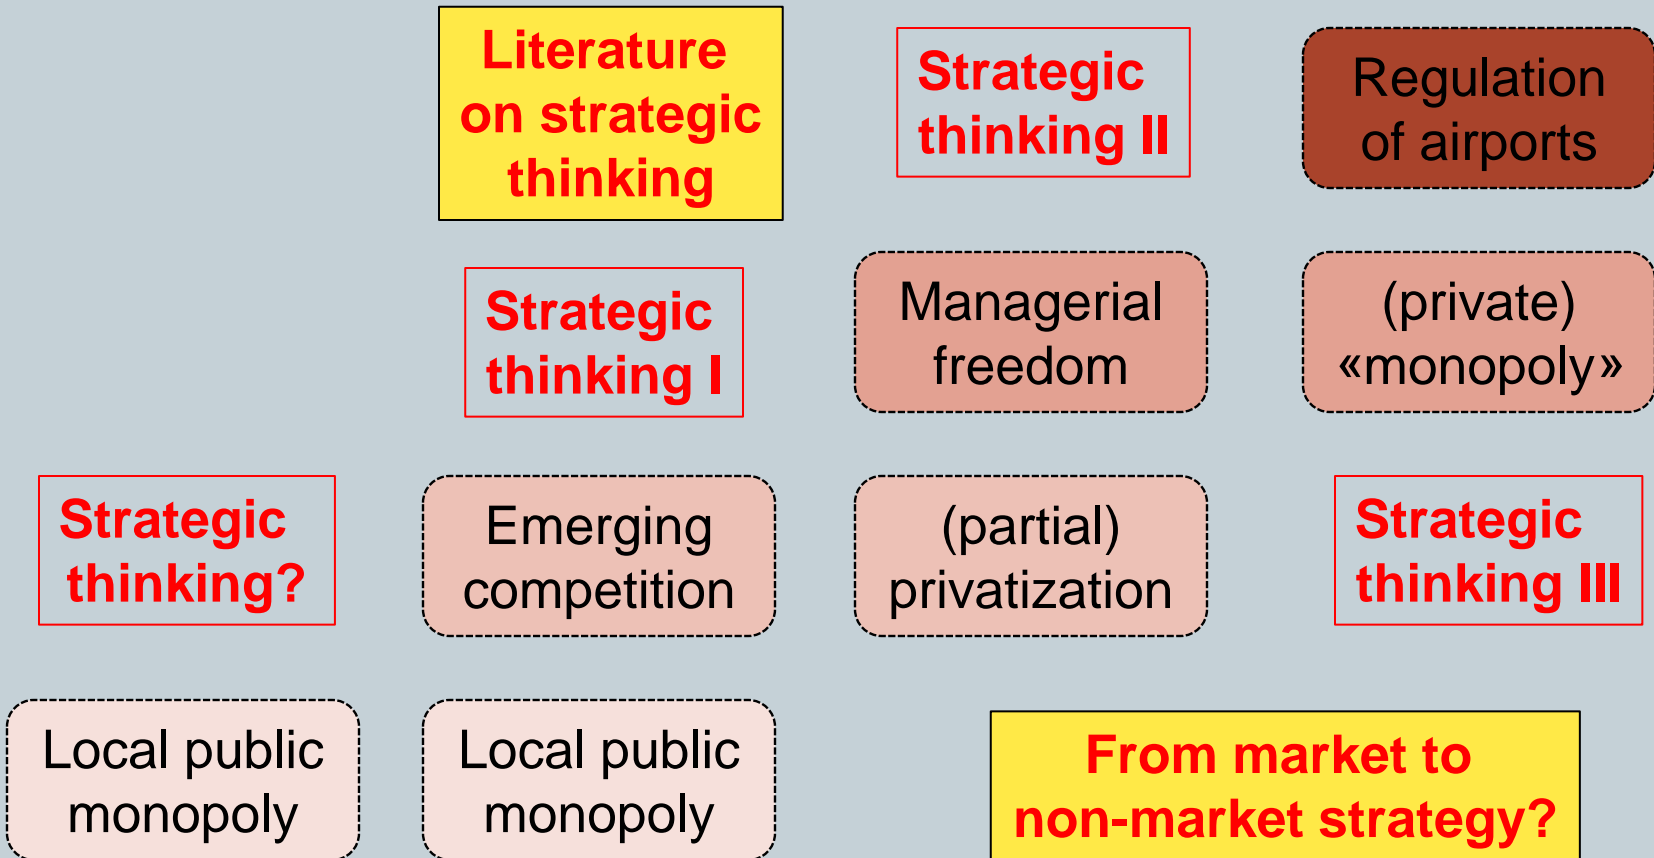 Literature
on strategic
thinking
Strategic
thinking II
Regulation
of airports
Strategic
thinking I
Managerial
freedom
(private)
«monopoly»
Strategic
thinking?
Emerging
competition
(partial)
privatization
Strategic
thinking III
Local public
monopoly
Local public
monopoly
From market to
non-market strategy?